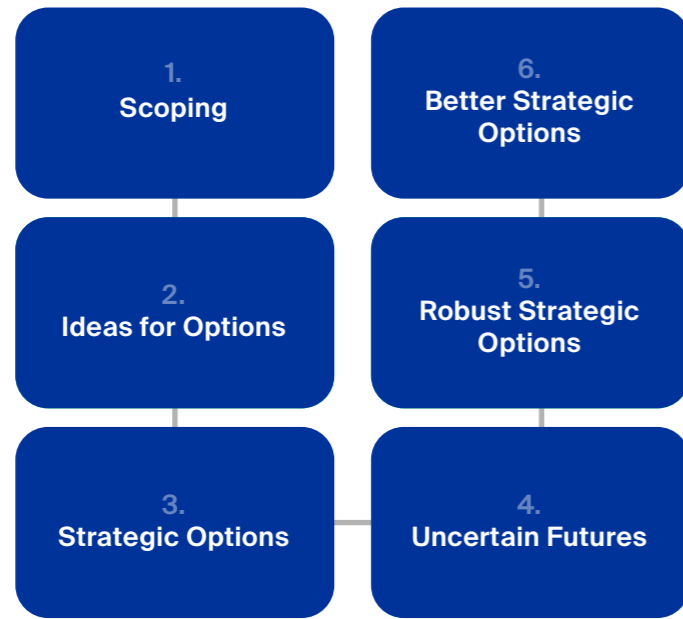 1.
Scoping
2.
Ideas for Options
3.
Strategic Options
4.
Uncertain Futures
5.
Robust Strategic
Options
6.
Better Strategic
Options